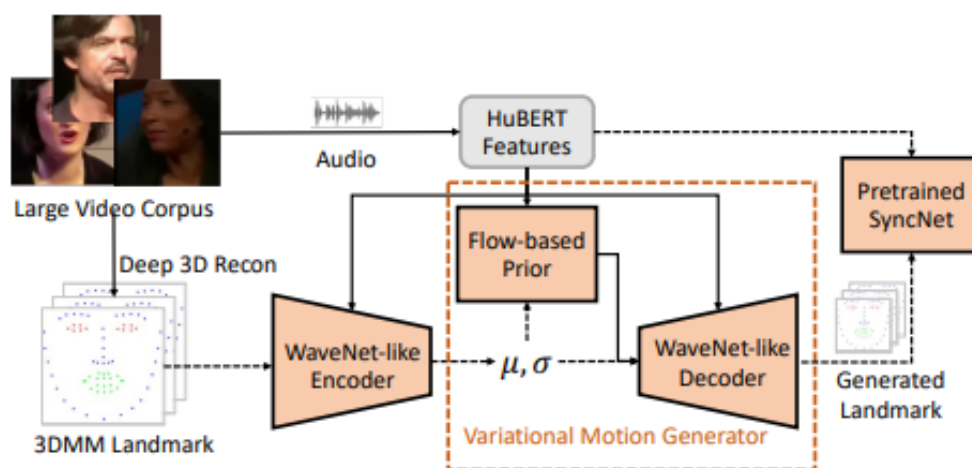 HuBERT
Features
Audio
Large Video Corpus
Pretrained
SyncNet
Flow-based
Prior
Deep 3D Recon
WaveNet-like
Encoder
μ, σ
WaveNet-like
Decoder
Generated
Landmark
3DMM Landmark
Variational Motion Generator